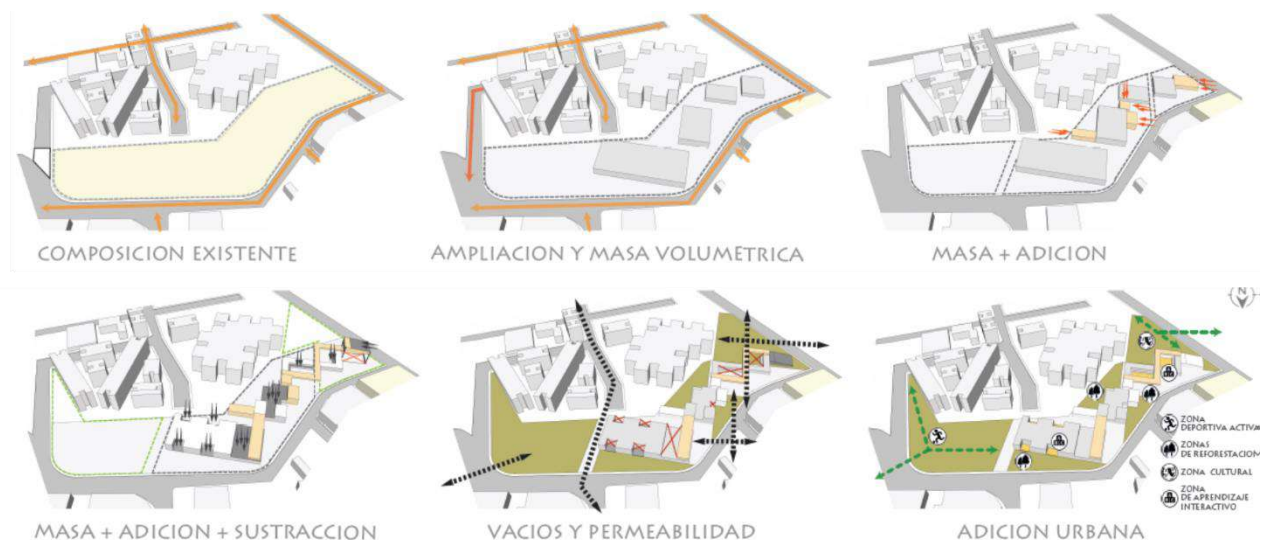 COMPOSICION EXISTENTE
AMPLIACION Y MASA VOLUMETRICA
MASA + ADICION
N
MASA + ADICION + SUSTRACCION
VACIOS Y PERMEABILIDAD
ADICION URBANA
ZONA
DEPORTIVA ACTIVA
ZONAS
DE REFORESTACION
ZONA CULTURAL
ZONA
DE APRENDIZAJE
INTERACTIVO